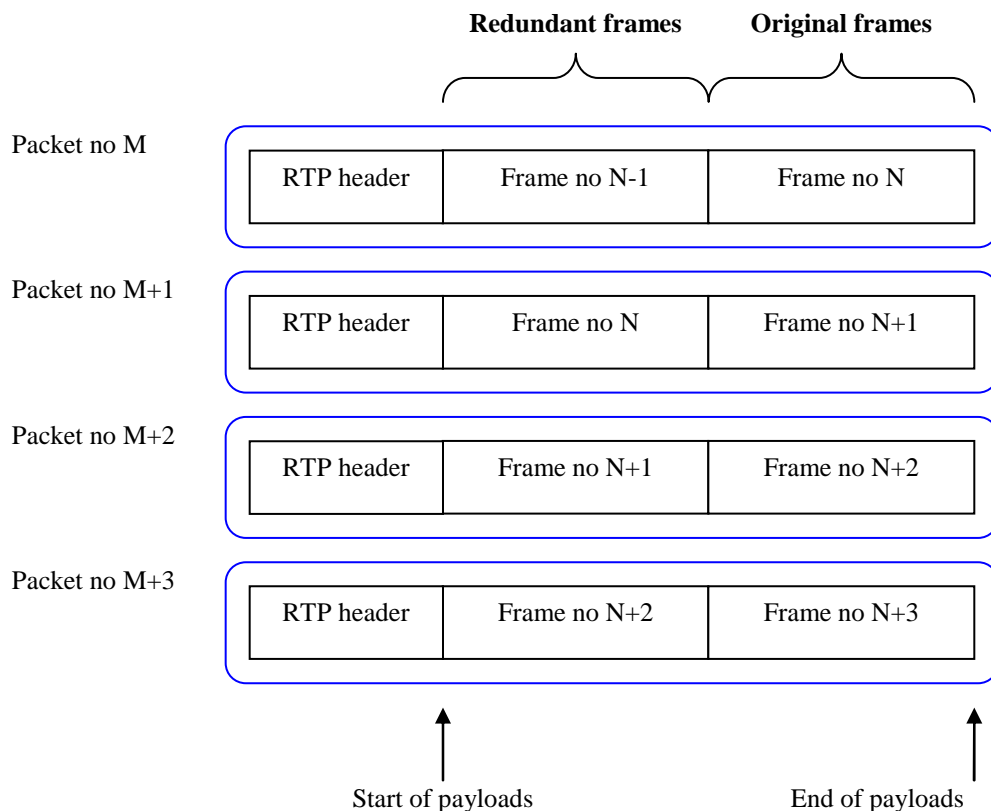 Redundant frames Original frames
Packet no M
RTP header Frame no N-1 Frame no N
Packet no M+1
RTP header Frame no N Frame no N+1
Packet no M+2
RTP header Frame no N+1 Frame no N+2
Packet no M+3
RTP header Frame no N+2 Frame no N+3
Start of payloads End of payloads